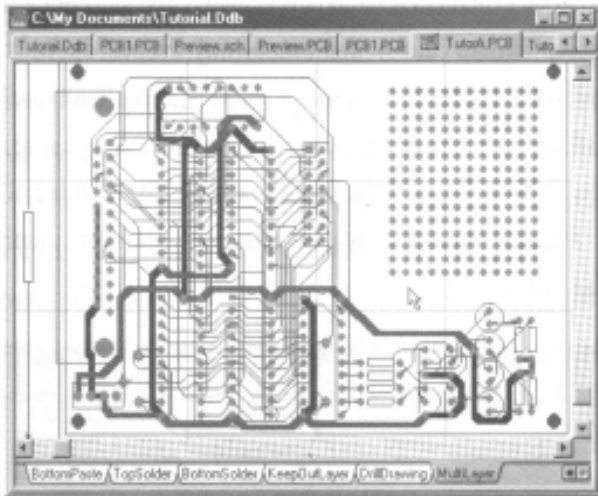 C:\My Documents\Tutorial.Ddb
Tutorial.Ddb PCB1.PCB Preview.sch Preview.PCB PCB1.PCB Tutor
BottomPaste TopSolder BottomSolder KeepOutLayer DrillDrawing MultiLayer